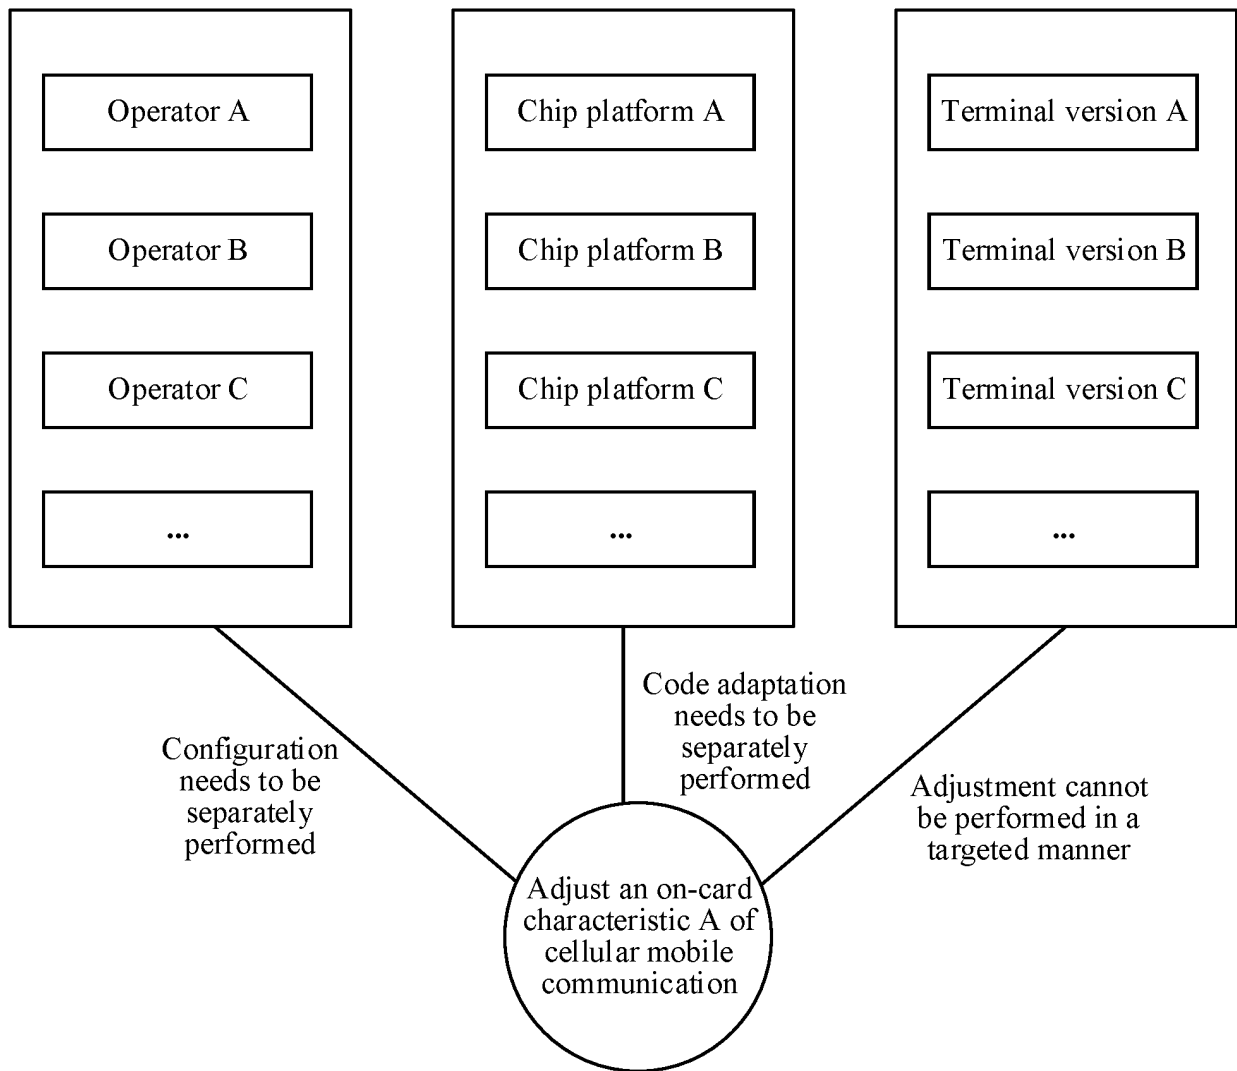 Operator A
Operator B
Operator C
...
Chip platform A
Chip platform B
Chip platform C
...
Terminal version A
Terminal version B
Terminal version C
...
Configuration
needs to be
separately
performed
Code adaptation
needs to be
separately
performed
Adjustment cannot
be performed in a
targeted manner
Adjust an on-card
characteristic A of
cellular mobile
communication